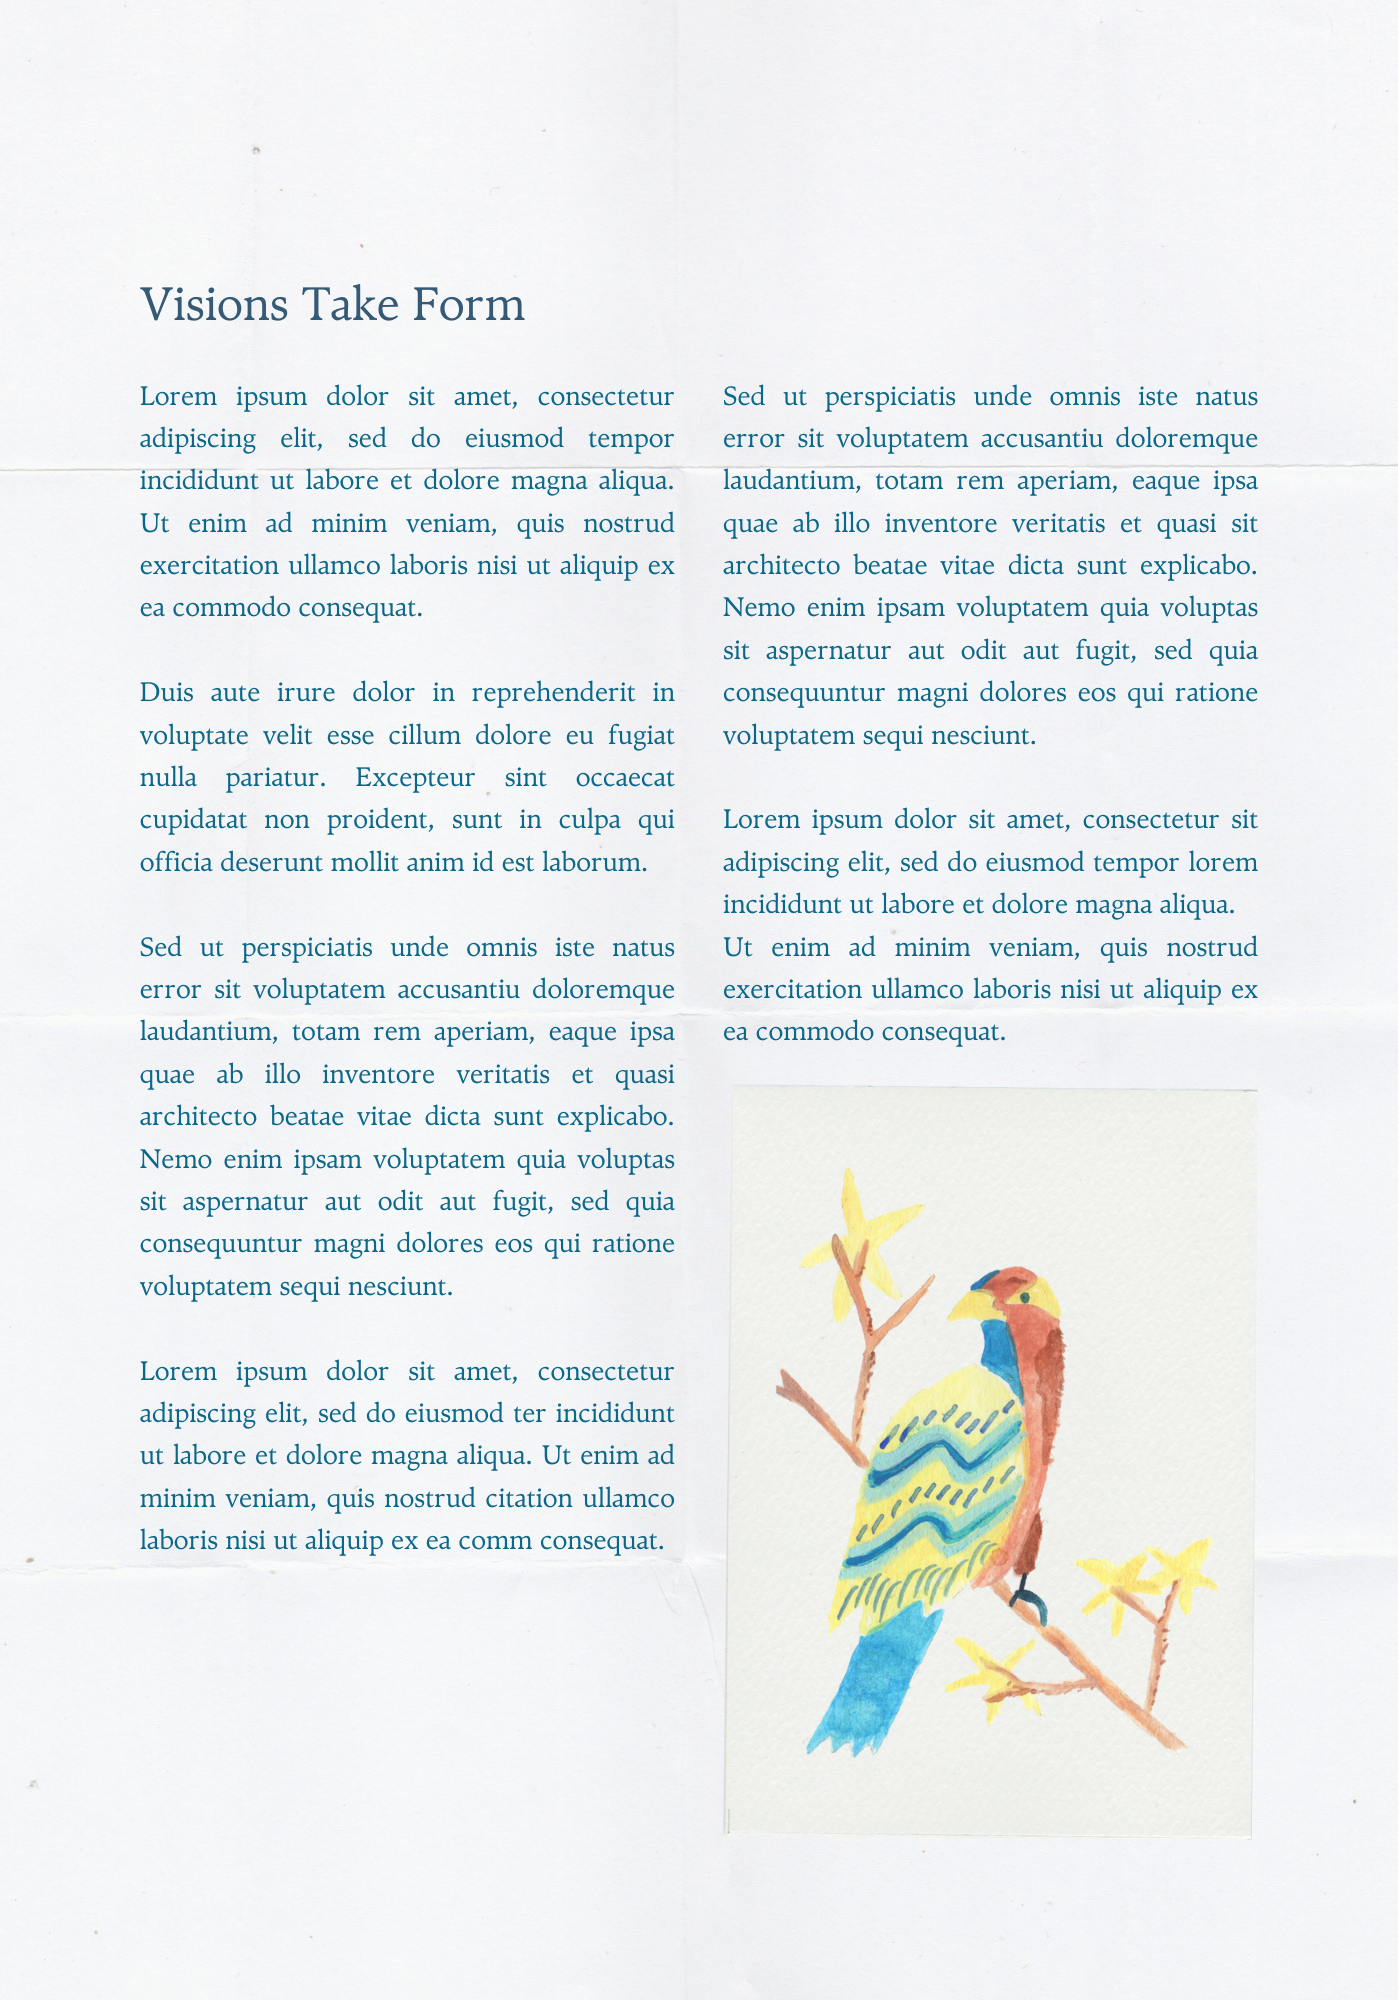 Visions Take Form
Lorem ipsum dolor sit amet, consectetur
adipiscing elit, sed do eiusmod tempor
incididunt ut labore et dolore magna aliqua.
Ut enim ad minim veniam, quis nostrud
exercitation ullamco laboris nisi ut aliquip ex
ea commodo consequat.
Duis aute irure dolor in reprehenderit in
voluptate velit esse cillum dolore eu fugiat
nulla pariatur. Excepteur sint occaecat
cupidatat non proident, sunt in culpa qui
officia deserunt mollit anim id est laborum.
Sed ut perspiciatis unde omnis iste natus
error sit voluptatem accusantiu doloremque
laudantium, totam rem aperiam, eaque ipsa
quae ab illo inventore veritatis et quasi
architecto beatae vitae dicta sunt explicabo.
Nemo enim ipsam voluptatem quia voluptas
sit aspernatur aut odit aut fugit, sed quia
consequuntur magni dolores eos qui ratione
voluptatem sequi nesciunt.
Lorem ipsum dolor sit amet, consectetur
adipiscing elit, sed do eiusmod ter incididunt
ut labore et dolore magna aliqua. Ut enim ad
minim veniam, quis nostrud citation ullamco
laboris nisi ut aliquip ex ea comm consequat.
Sed ut perspiciatis unde omnis iste natus
error sit voluptatem accusantiu doloremque
laudantium, totam rem aperiam, eaque ipsa
quae ab illo inventore veritatis et quasi sit
architecto beatae vitae dicta sunt explicabo.
Nemo enim ipsam voluptatem quia voluptas
sit aspernatur aut odit aut fugit, sed quia
consequuntur magni dolores eos qui ratione
voluptatem sequi nesciunt.
Lorem ipsum dolor sit amet, consectetur sit
adipiscing elit, sed do eiusmod tempor lorem
incididunt ut labore et dolore magna aliqua.
Ut enim ad minim veniam, quis nostrud
exercitation ullamco laboris nisi ut aliquip ex
ea commodo consequat.